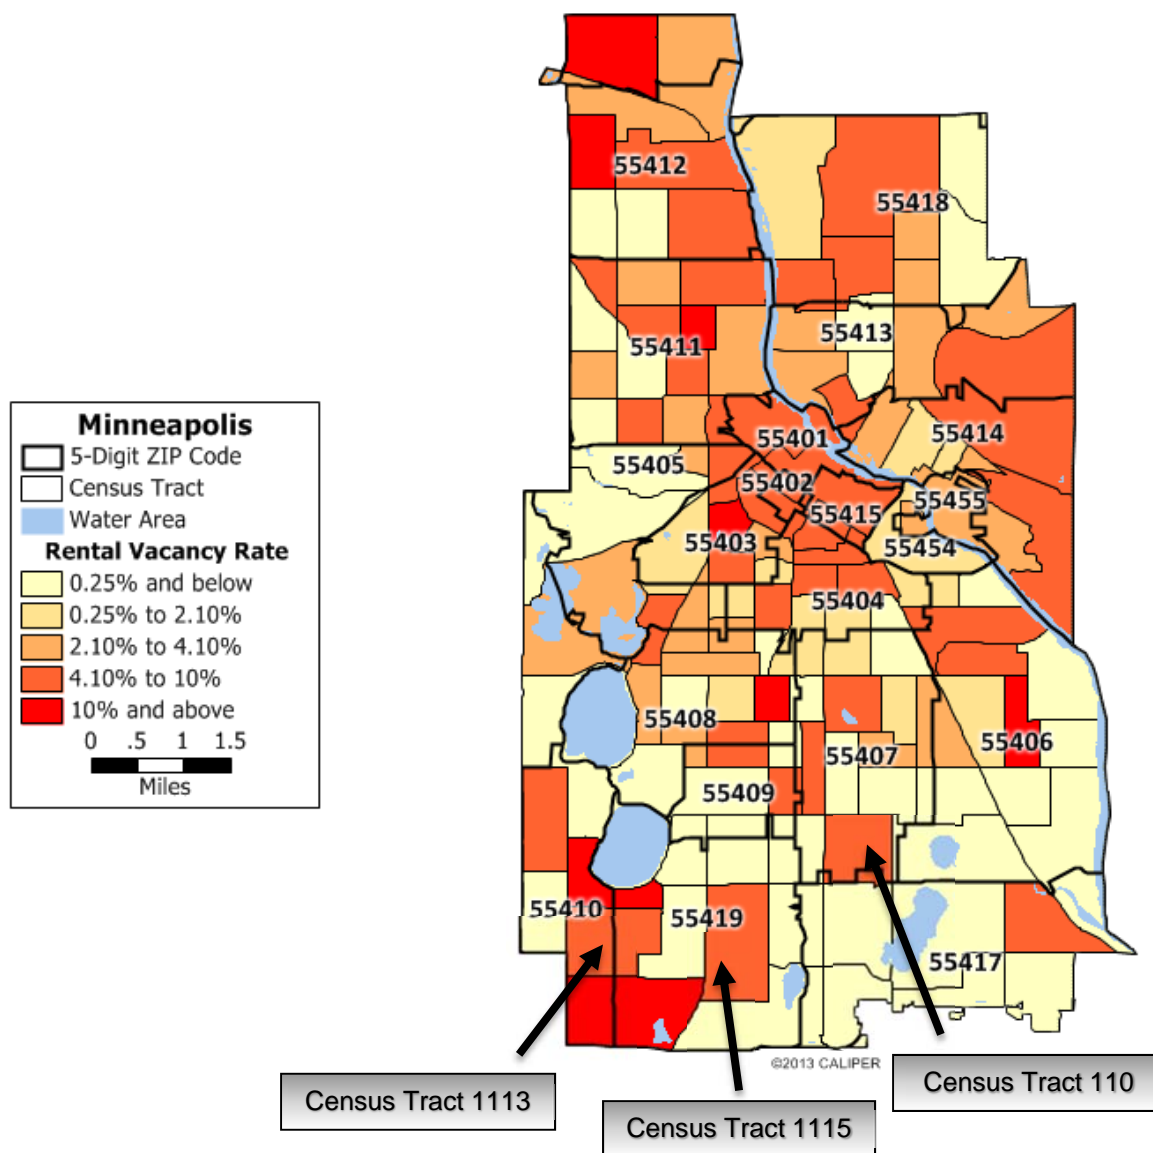 55412
55418
55413
55411
55414
55401
55405
55402
55455
55415
55403
55454
55404
Minneapolis
5-Digit ZIP Code
Census Tract
Water Area
Rental Vacancy Rate
0.25% and below
0.25% to 2.10%
2.10% to 4.10%
4.10% to 10%
10% and above
0 .5 1 1.5
Miles
55408
55406
55407
55409
55410
55419
55417
©2013 CALIPER
Census Tract 110
Census Tract 1113
Census Tract 1115